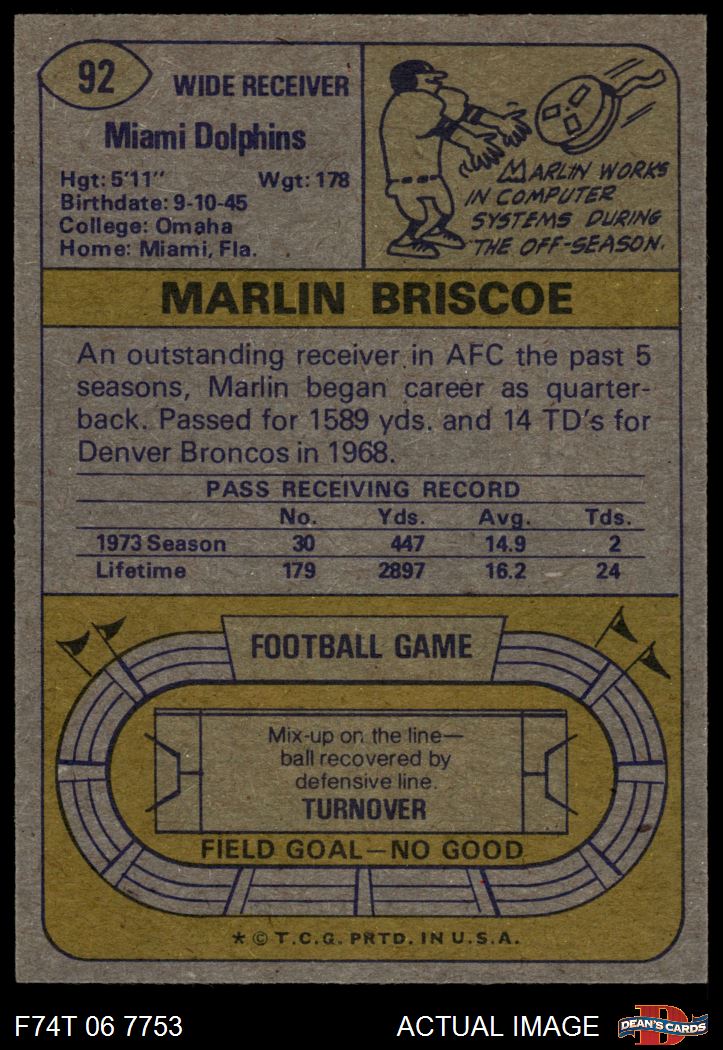 92
WIDE RECEIVER
Miami Dolphins
Hgt: 5'11" Wgt: 178
Birthdate: 9-10-45
College: Omaha
Home: Miami, Fla.
MARLIN WORKS
IN COMPUTER
SYSTEMS DURING
THE OFF-SEASON.
MARLIN BRISCOE
An outstanding receiver in AFC the past 5
seasons, Marlin began career as quarter-
back. Passed for 1589 yds. and 14 TD's for
Denver Broncos in 1968.
PASS RECEIVING RECORD
No. Yds. Avg. Tds.
1973 Season 30 447 14.9 2
Lifetime 179 2897 16.2 24
FOOTBALL GAME
Mix-up on the line—
ball recovered by
defensive line.
TURNOVER
FIELD GOAL—NO GOOD
* © T.C.G. PRTD. IN U.S.A.
F74T 06 7753 ACTUAL IMAGE
D
DEAN'S CARDS